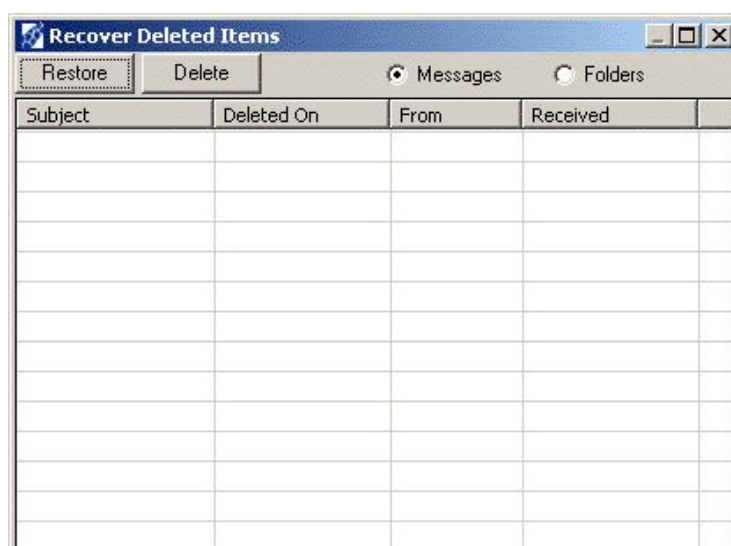 Recover Deleted Items
Restore Delete Messages Folders
Subject Deleted On From Received